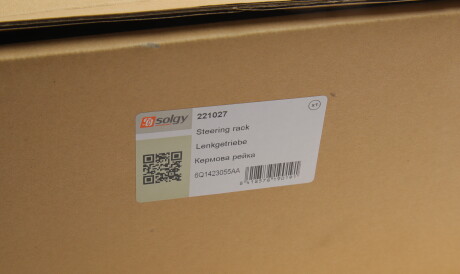 solgy
221027
Steering rack
Lenkgetriebe
Кермова рейка
6Q1423055AA